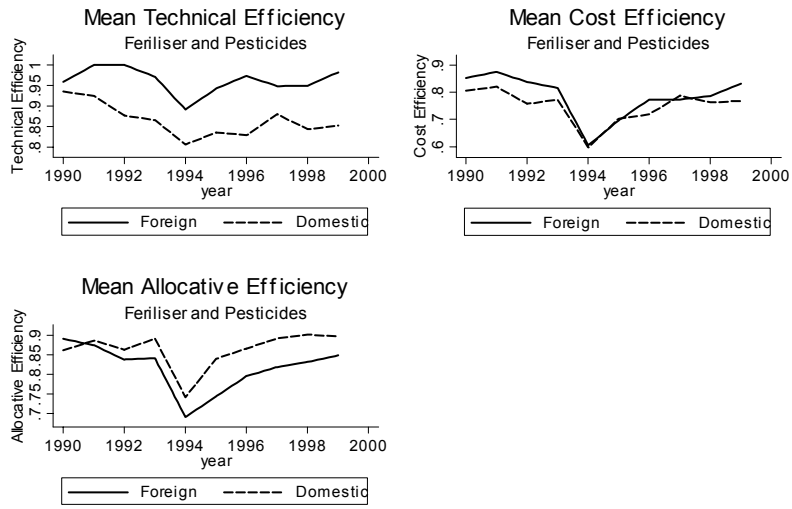 Mean Technical Efficiency
Feriliser and Pesticides
Technical Efficiency
.8 .85 .9 .95 1
1990 1992 1994 1996 1998 2000
year
Foreign Domestic
Mean Cost Efficiency
Feriliser and Pesticides
Cost Efficiency
.6 .7 .8 .9
1990 1992 1994 1996 1998 2000
year
Foreign Domestic
Mean Allocative Efficiency
Feriliser and Pesticides
Allocative Efficiency
.7 .75 .8 .85 .9
1990 1992 1994 1996 1998 2000
year
Foreign Domestic